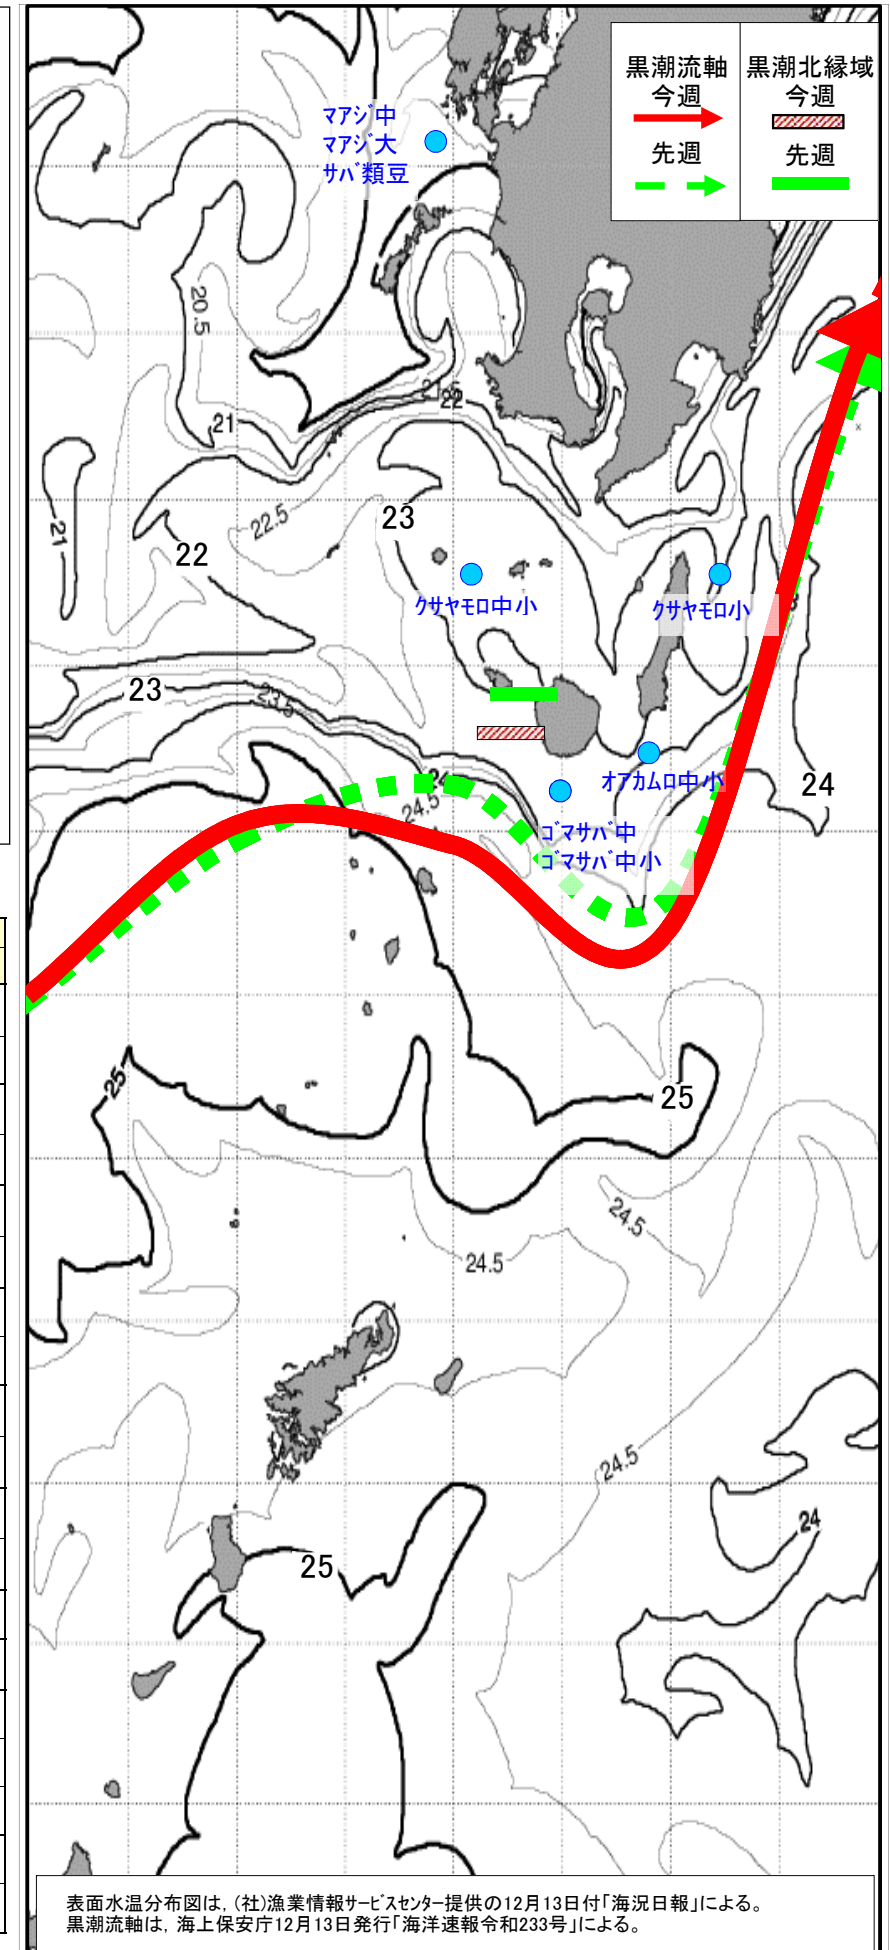 黒潮流軸
今週
先週
黒潮北縁域
今週
先週
ﾏｱｼﾞ中
ﾏｱｼﾞ大
ｻﾊﾞ類豆
20.5
21
22
21
22.5
23
22
ｸｻﾔﾓﾛ中小
ｸｻﾔﾓﾛ小
23
23.5
24
24.5
ｵｱｶﾑﾛ中小
24
ｺﾞﾏｻﾊﾞ中
ｺﾞﾏｻﾊﾞ中小
25
25
24.5
24.5
24.5
24
25
表面水温分布図は，(社)漁業情報ｻｰﾋﾞｽｾﾝﾀｰ提供の12月13日付「海況日報」による。
黒潮流軸は，海上保安庁12月13日発行「海洋速報令和233号」による。